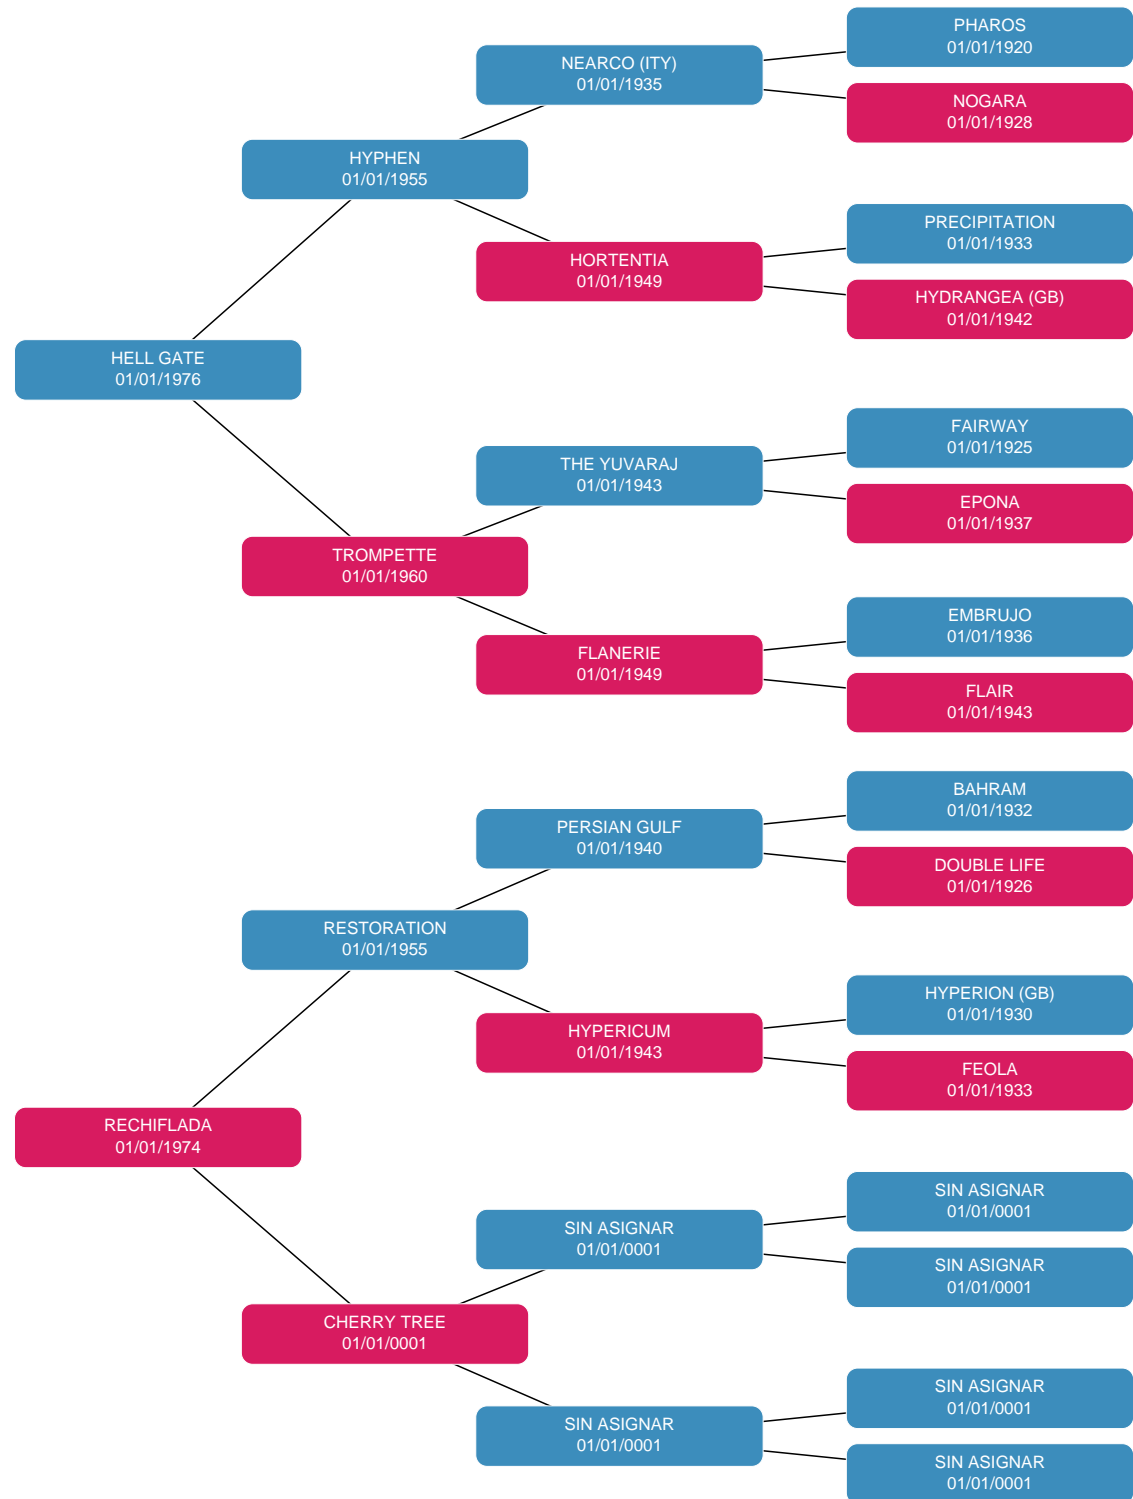 PHAROS
01/01/1920
NEARCO (ITY)
01/01/1935
NOGARA
01/01/1928
HYPHEN
01/01/1955
PRECIPITATION
01/01/1933
HORTENTIA
01/01/1949
HYDRANGEA (GB)
01/01/1942
HELL GATE
01/01/1976
FAIRWAY
01/01/1925
THE YUVARAJ
01/01/1943
EPONA
01/01/1937
TROMPETTE
01/01/1960
EMBRUJO
01/01/1936
FLANERIE
01/01/1949
FLAIR
01/01/1943
BAHRAM
01/01/1932
PERSIAN GULF
01/01/1940
DOUBLE LIFE
01/01/1926
RESTORATION
01/01/1955
HYPERION (GB)
01/01/1930
HYPERICUM
01/01/1943
FEOLA
01/01/1933
RECHIFLADA
01/01/1974
SIN ASIGNAR
01/01/0001
SIN ASIGNAR
01/01/0001
SIN ASIGNAR
01/01/0001
CHERRY TREE
01/01/0001
SIN ASIGNAR
01/01/0001
SIN ASIGNAR
01/01/0001
SIN ASIGNAR
01/01/0001